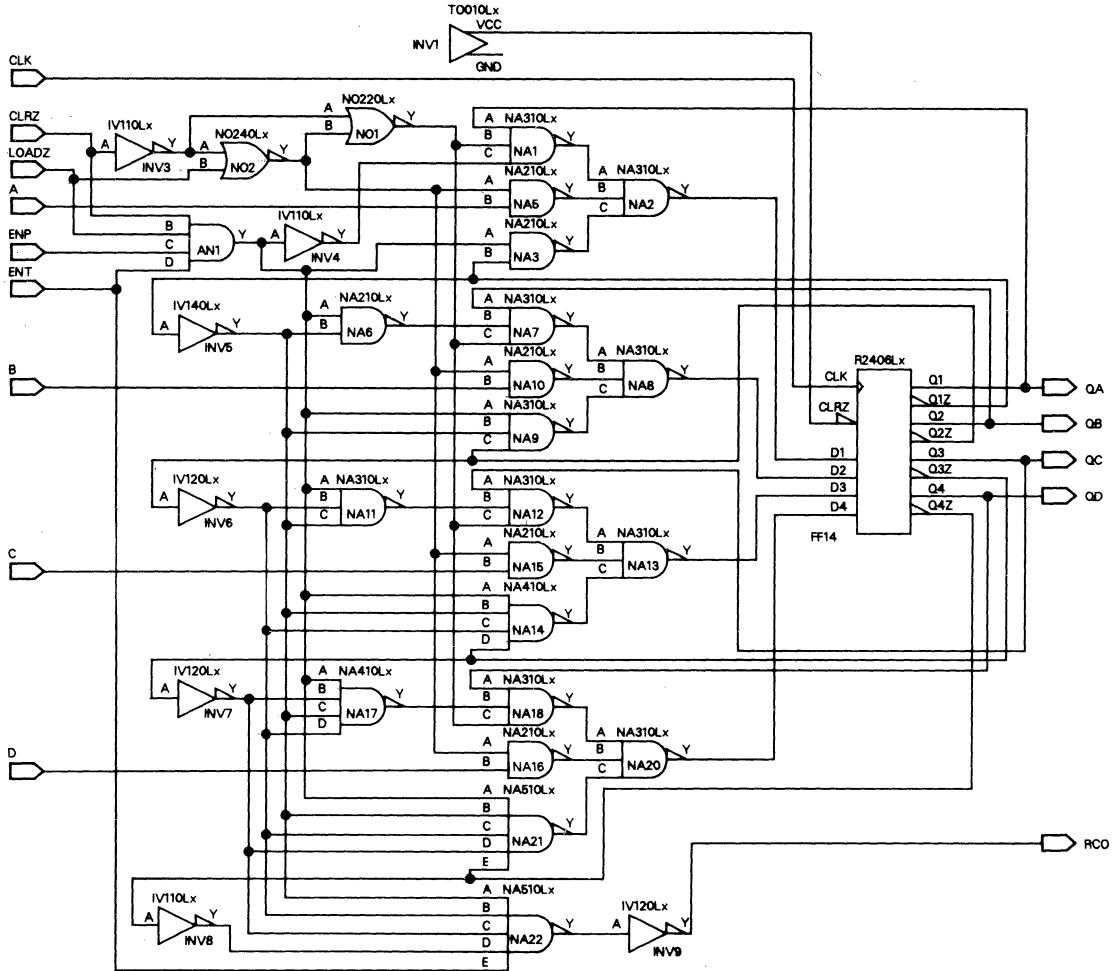 TO010Lx
VCC
INV1
GND
CLK
CLRZ
IV110Lx
A
Y
INV3
NO240Lx
A
B
Y
NO2
NO220Lx
A
B
Y
NO1
LOADZ
A
ENP
ENT
B
C
D
AN1
Y
IV110Lx
A
Y
INV4
NA310Lx
A
B
C
Y
NA1
NA210Lx
A
B
Y
NA5
NA210Lx
A
B
Y
NA3
NA310Lx
A
B
C
Y
NA2
IV140Lx
A
Y
INV5
NA210Lx
A
B
Y
NA6
NA310Lx
A
B
C
Y
NA7
B
NA210Lx
A
B
Y
NA10
NA310Lx
A
B
C
Y
NA9
NA310Lx
A
B
C
Y
NA8
R2406Lx
CLK
CLRZ
D1
D2
D3
D4
Q1
Q1Z
Q2
Q2Z
Q3
Q3Z
Q4
Q4Z
FF14
QA
QB
QC
QD
IV120Lx
A
Y
INV6
NA310Lx
A
B
C
Y
NA11
NA310Lx
A
B
C
Y
NA12
C
NA210Lx
A
B
Y
NA15
NA410Lx
A
B
C
D
Y
NA14
NA310Lx
A
B
C
Y
NA13
IV120Lx
A
Y
INV7
NA410Lx
A
B
C
D
Y
NA17
NA310Lx
A
B
C
Y
NA18
D
NA210Lx
A
B
Y
NA16
NA510Lx
A
B
C
D
E
Y
NA21
NA310Lx
A
B
C
Y
NA20
IV110Lx
A
Y
INV8
NA510Lx
A
B
C
D
E
Y
NA22
IV120Lx
A
Y
INV9
RCO